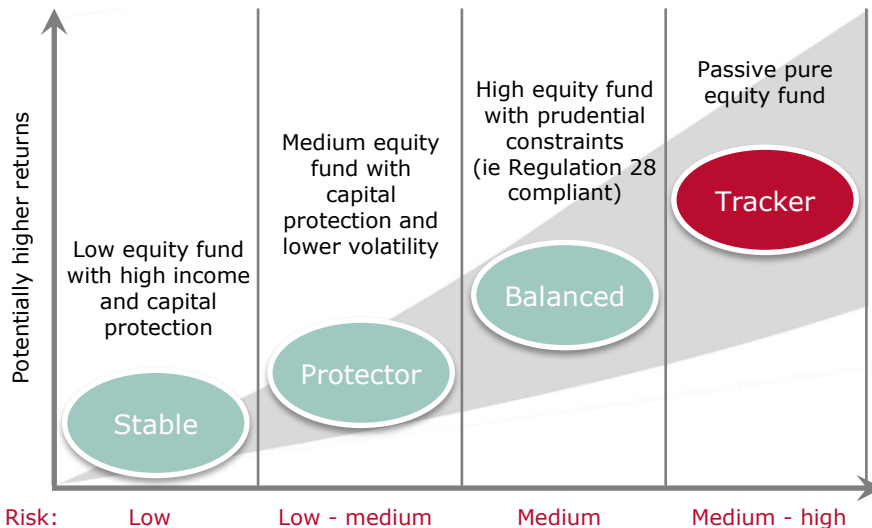 Potentially higher returns
Low equity fund
with high income
and capital
protection
Stable
Medium equity
fund with
capital
protection and
lower volatility
Protector
High equity fund
with prudential
constraints
(ie Regulation 28
compliant)
Balanced
Passive pure
equity fund
Tracker
Risk: Low Low - medium Medium Medium - high